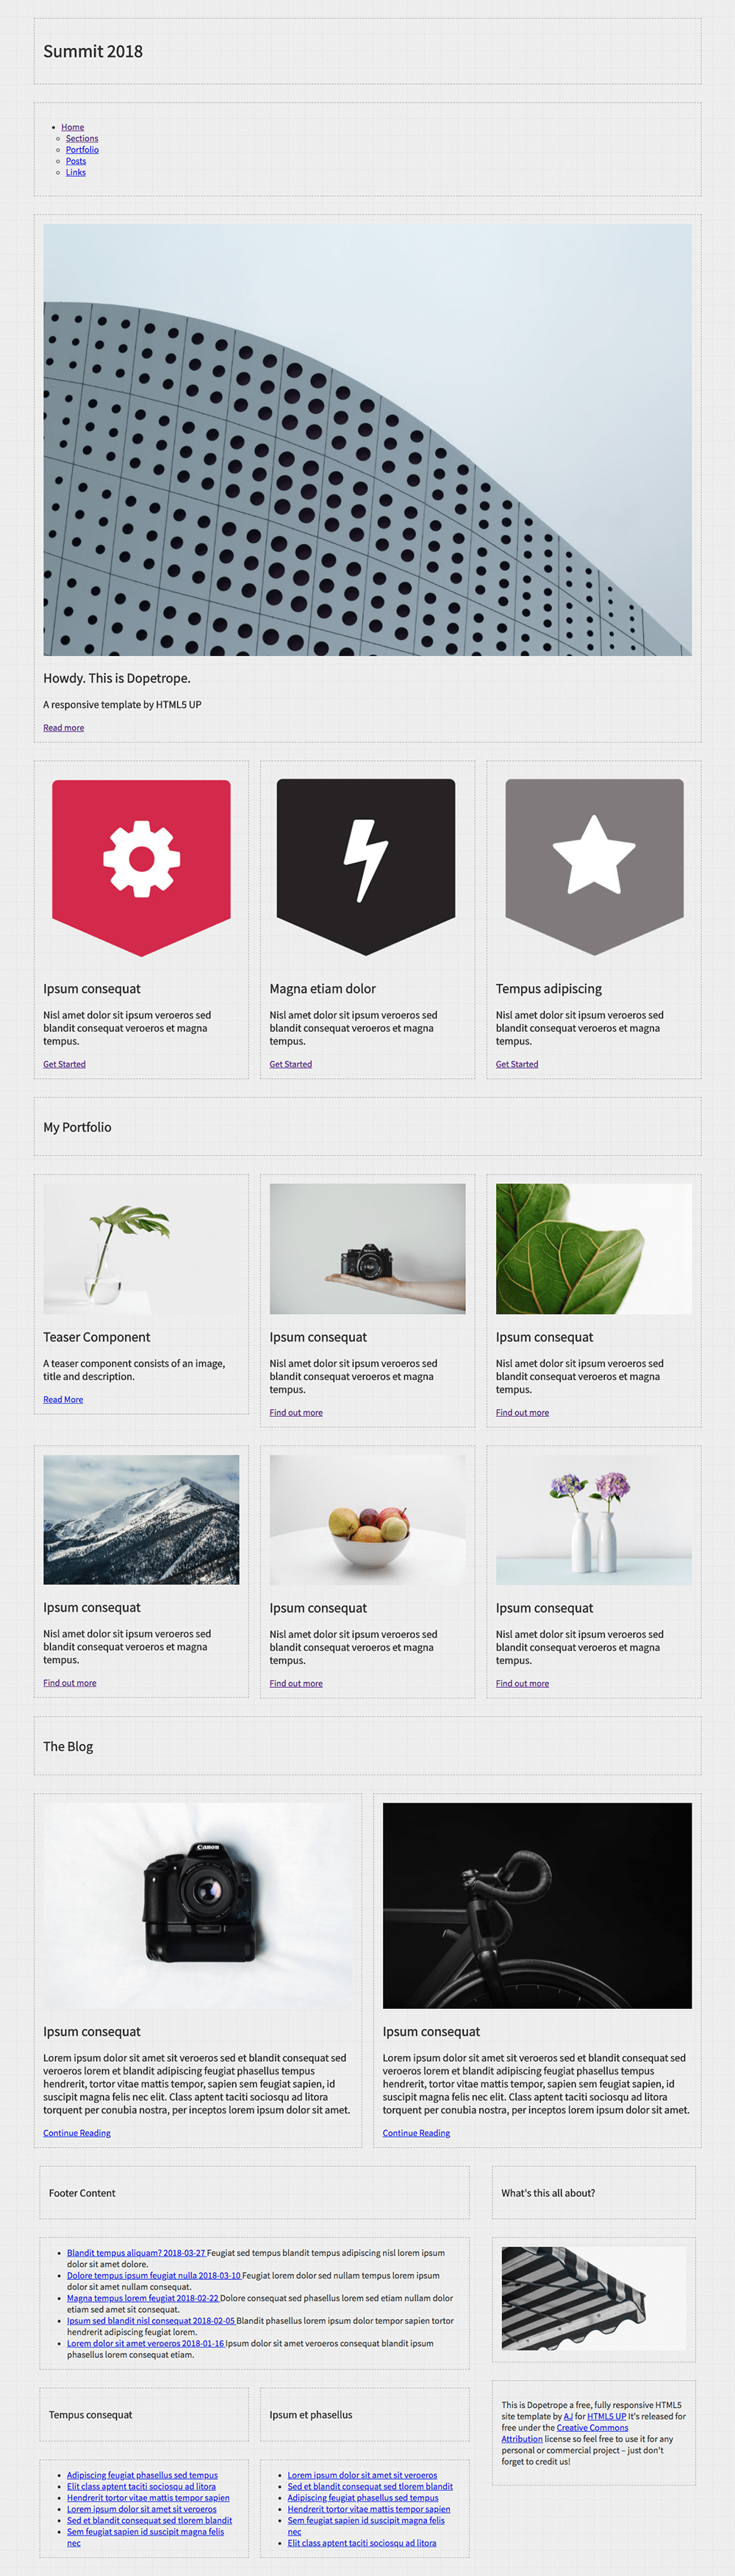 Summit 2018
Home
Sections
Portfolio
Posts
Links
Howdy. This is Dopetrope.
A responsive template by HTML5 UP
Read more
Ipsum consequat
Nisl amet dolor sit ipsum veroeros sed
blandit consequat veroeros et magna
tempus.
Get Started
Magna etiam dolor
Nisl amet dolor sit ipsum veroeros sed
blandit consequat veroeros et magna
tempus.
Get Started
Tempus adipiscing
Nisl amet dolor sit ipsum veroeros sed
blandit consequat veroeros et magna
tempus.
Get Started
My Portfolio
Teaser Component
A teaser component consists of an image,
title and description.
Read More
Ipsum consequat
Nisl amet dolor sit ipsum veroeros sed
blandit consequat veroeros et magna
tempus.
Find out more
Ipsum consequat
Nisl amet dolor sit ipsum veroeros sed
blandit consequat veroeros et magna
tempus.
Find out more
Ipsum consequat
Nisl amet dolor sit ipsum veroeros sed
blandit consequat veroeros et magna
tempus.
Find out more
Ipsum consequat
Nisl amet dolor sit ipsum veroeros sed
blandit consequat veroeros et magna
tempus.
Find out more
Ipsum consequat
Nisl amet dolor sit ipsum veroeros sed
blandit consequat veroeros et magna
tempus.
Find out more
The Blog
Canon
Ipsum consequat
Lorem ipsum dolor sit amet sit veroeros sed et blandit consequat sed
veroeros lorem et blandit adipiscing feugiat phasellus tempus
hendrerit, tortor vitae mattis tempor, sapien sem feugiat sapien, id
suscipit magna felis nec elit. Class aptent taciti sociosqu ad litora
torquent per conubia nostra, per inceptos lorem ipsum dolor sit amet.
Continue Reading
Ipsum consequat
Lorem ipsum dolor sit amet sit veroeros sed et blandit consequat sed
veroeros lorem et blandit adipiscing feugiat phasellus tempus
hendrerit, tortor vitae mattis tempor, sapien sem feugiat sapien, id
suscipit magna felis nec elit. Class aptent taciti sociosqu ad litora
torquent per conubia nostra, per inceptos lorem ipsum dolor sit amet.
Continue Reading
Footer Content
Blandit tempus aliquam? 2018-03-27 Feugiat sed tempus blandit tempus adipiscing nisl lorem ipsum
dolor sit amet dolore.
Dolore tempus ipsum feugiat nulla 2018-03-10 Feugiat lorem dolor sed nullam tempus lorem ipsum
dolor sit amet nullam consequat.
Magna tempus lorem feugiat 2018-02-22 Dolore consequat sed phasellus lorem sed etiam nullam dolor
etiam sed amet sit consequat.
Ipsum sed blandit nisl consequat 2018-02-05 Blandit phasellus lorem ipsum dolor tempor sapien tortor
hendrerit adipiscing feugiat lorem.
Lorem dolor sit amet veroeros 2018-01-16 Ipsum dolor sit amet veroeros consequat blandit ipsum
phasellus lorem consequat etiam.
Tempus consequat
Adipiscing feugiat phasellus sed tempus
Elit class aptent taciti sociosqu ad litora
Hendrerit tortor vitae mattis tempor sapien
Lorem ipsum dolor sit amet sit veroeros
Sed et blandit consequat sed tlorem blandit
Sem feugiat sapien id suscipit magna felis
nec
Ipsum et phasellus
Lorem ipsum dolor sit amet sit veroeros
Sed et blandit consequat sed tlorem blandit
Adipiscing feugiat phasellus sed tempus
Hendrerit tortor vitae mattis tempor sapien
Sem feugiat sapien id suscipit magna felis
nec
Elit class aptent taciti sociosqu ad litora
What's this all about?
This is Dopetrope a free, fully responsive HTML5
site template by AJ for HTML5 UP It's released for
free under the Creative Commons
Attribution license so feel free to use it for any
personal or commercial project – just don't
forget to credit us!